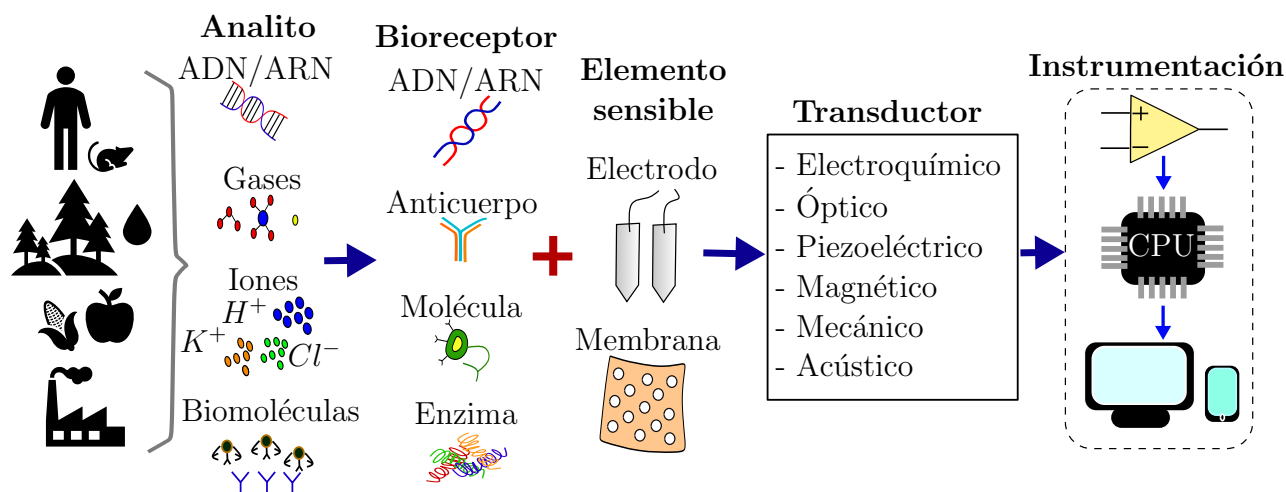 Analito
ADN/ARN
Gases
Iones
H⁺
K⁺
Cl⁻
Biomoléculas
Bioreceptor
ADN/ARN
Anticuerpo
Molécula
Enzima
Elemento
sensible
Electrodo
Membrana
Transductor
- Electroquímico
- Óptico
- Piezoeléctrico
- Magnético
- Mecánico
- Acústico
Instrumentación
+
−
CPU